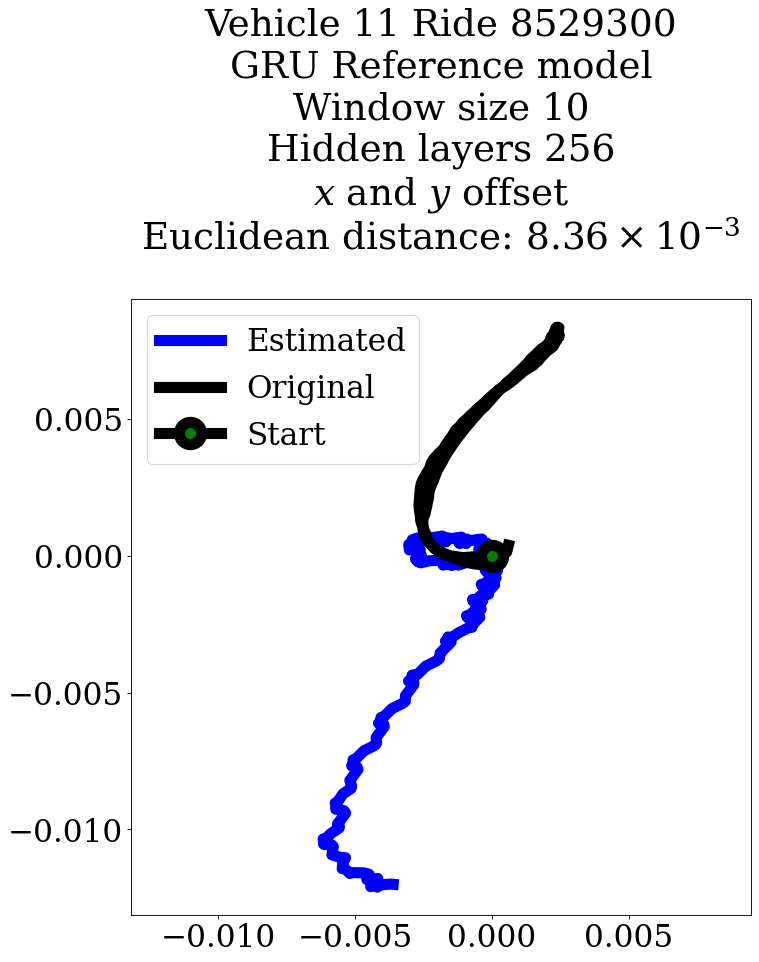 Vehicle 11 Ride 8529300
GRU Reference model
Window size 10
Hidden layers 256
x and y offset
Euclidean distance: 8.36 × 10⁻³
Estimated
Original
Start
0.005
0.000
−0.005
−0.010
−0.010 −0.005 0.000 0.005